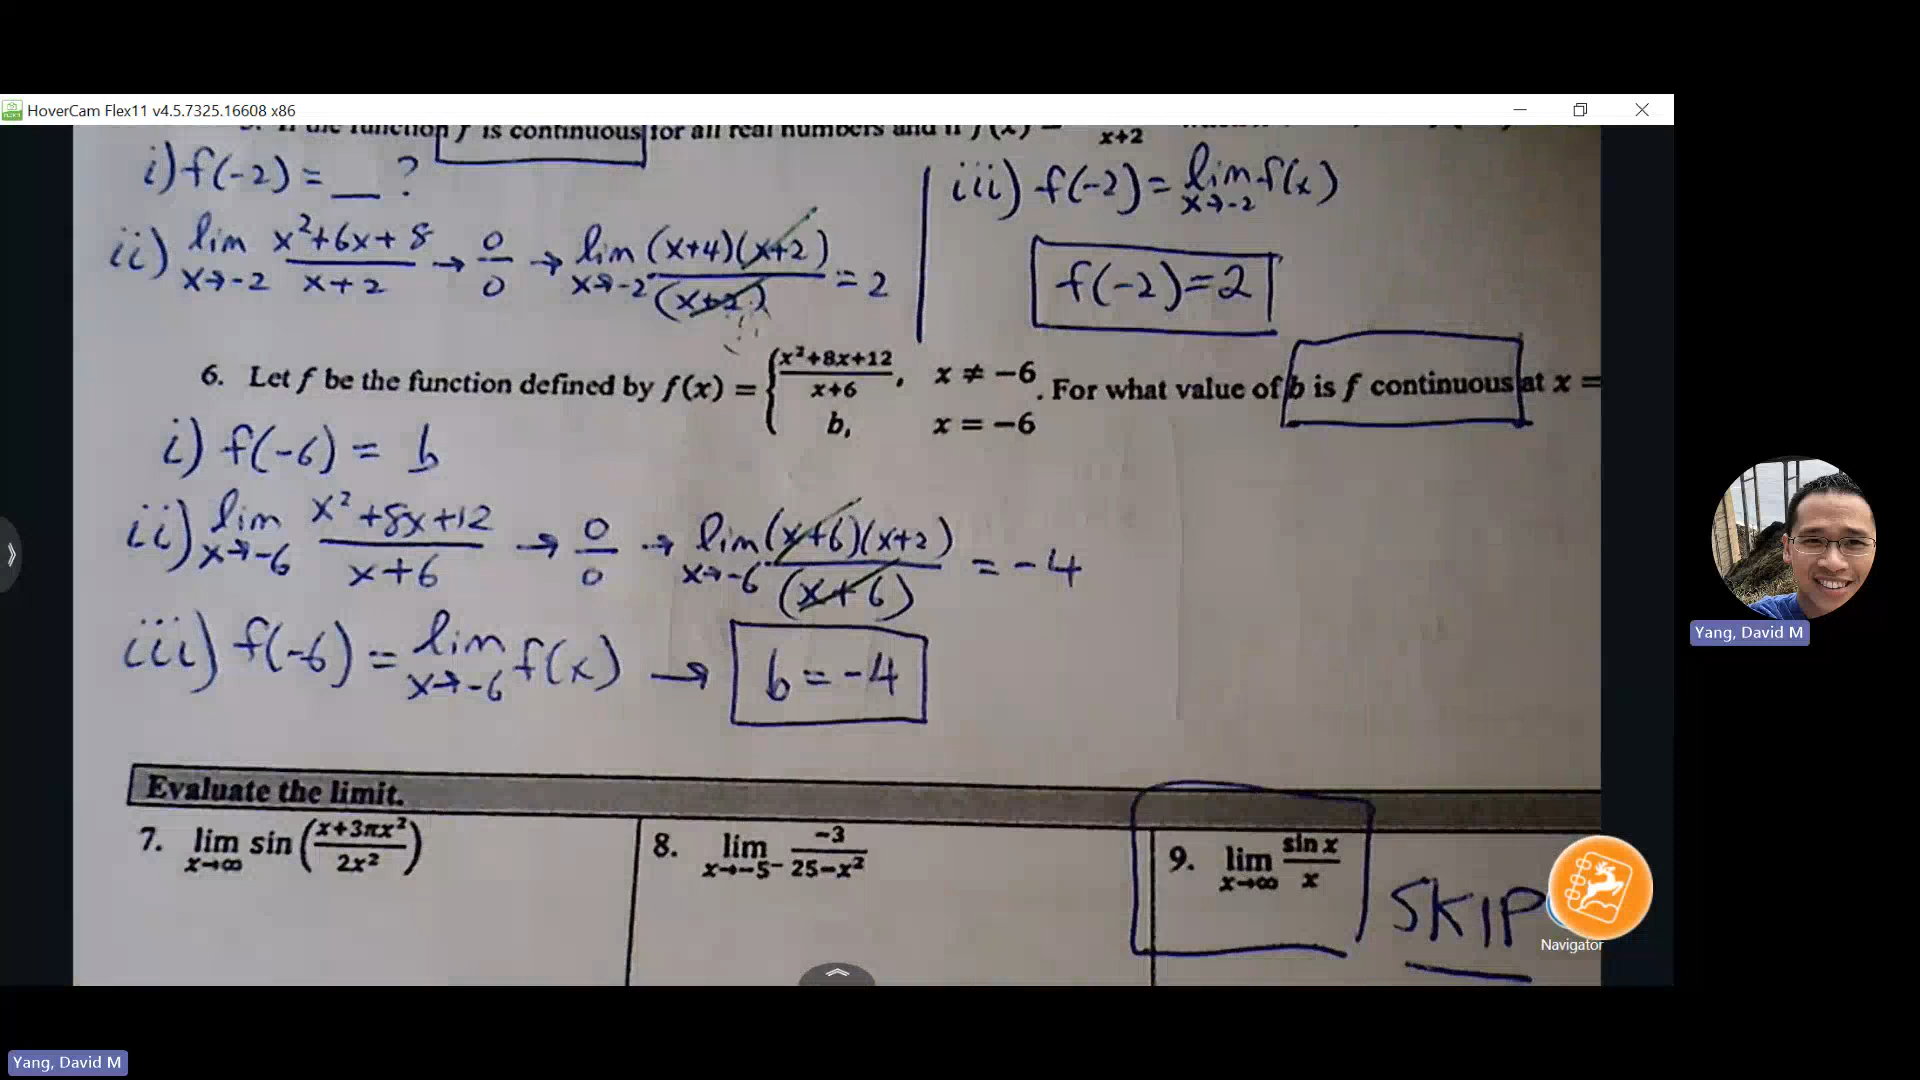 HoverCam Flex11 v4.5.7325.16608 x86
function f is continuous for all real numbers and if f(x) =
x+2
i) f(-2) = __ ?
ii) lim x→-2 x²+6x+8 / x+2 → 0/0 → lim x→-2 (x+4)(x+2) / (x+2) = 2
iii) f(-2) = lim x→-2 f(x)
f(-2)=2
6. Let f be the function defined by f(x) = { x²+8x+12 / x+6, x ≠ -6
b, x = -6 . For what value of b is f continuous at x =
i) f(-6) = b
ii) lim x→-6 x²+8x+12 / x+6 → 0/0 → lim x→-6 (x+6)(x+2) / (x+6) = -4
iii) f(-6) = lim x→-6 f(x) → b = -4
Evaluate the limit.
7. lim x→∞ sin (x+3πx² / 2x²)
8. lim x→-5⁻ -3 / 25-x²
9. lim x→∞ sin x / x
SKIP
Navigator
Yang, David M
Yang, David M